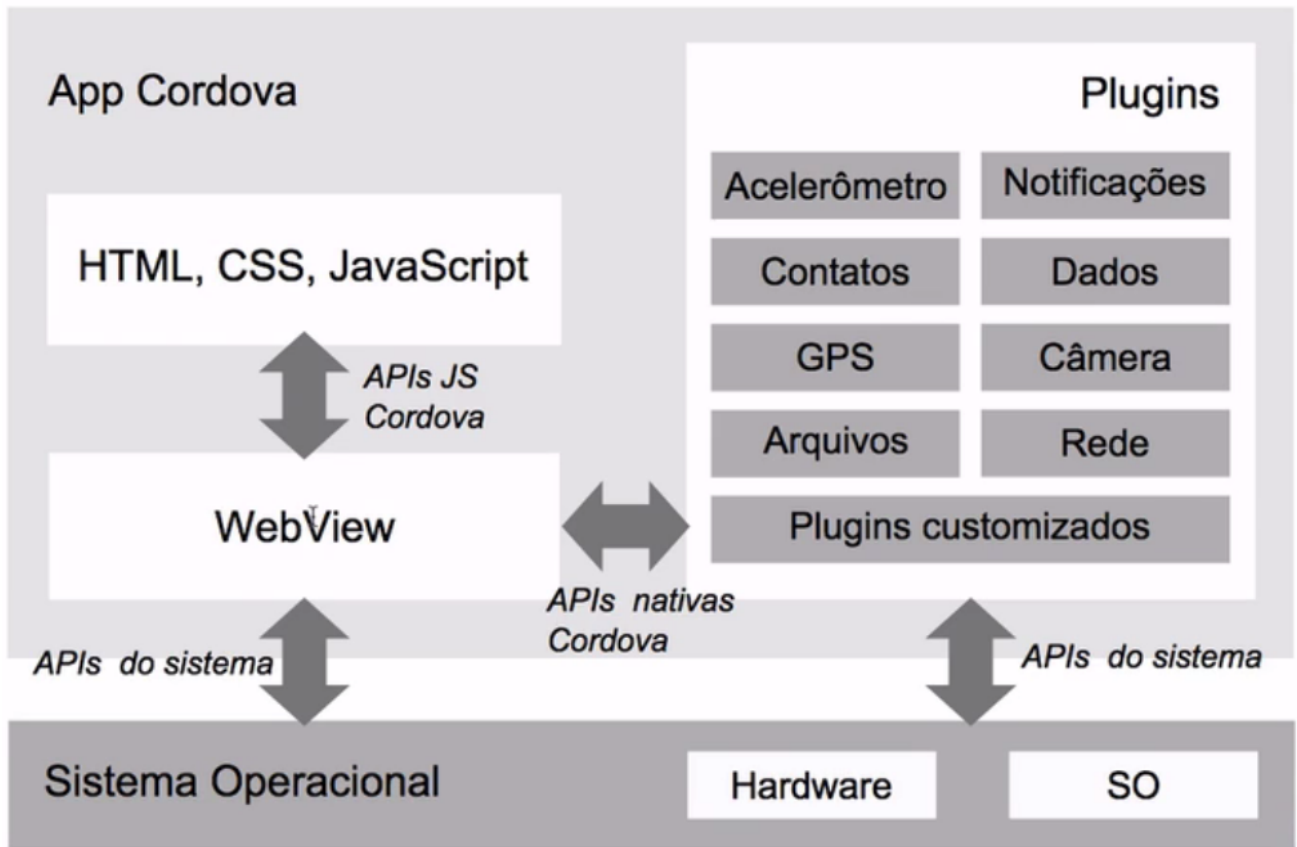 App Cordova
Plugins
HTML, CSS, JavaScript
APIs JS
Cordova
WebView
APIs nativas
Cordova
Acelerômetro
Notificações
Contatos
Dados
GPS
Câmera
Arquivos
Rede
Plugins customizados
APIs do sistema
APIs do sistema
Sistema Operacional
Hardware
SO